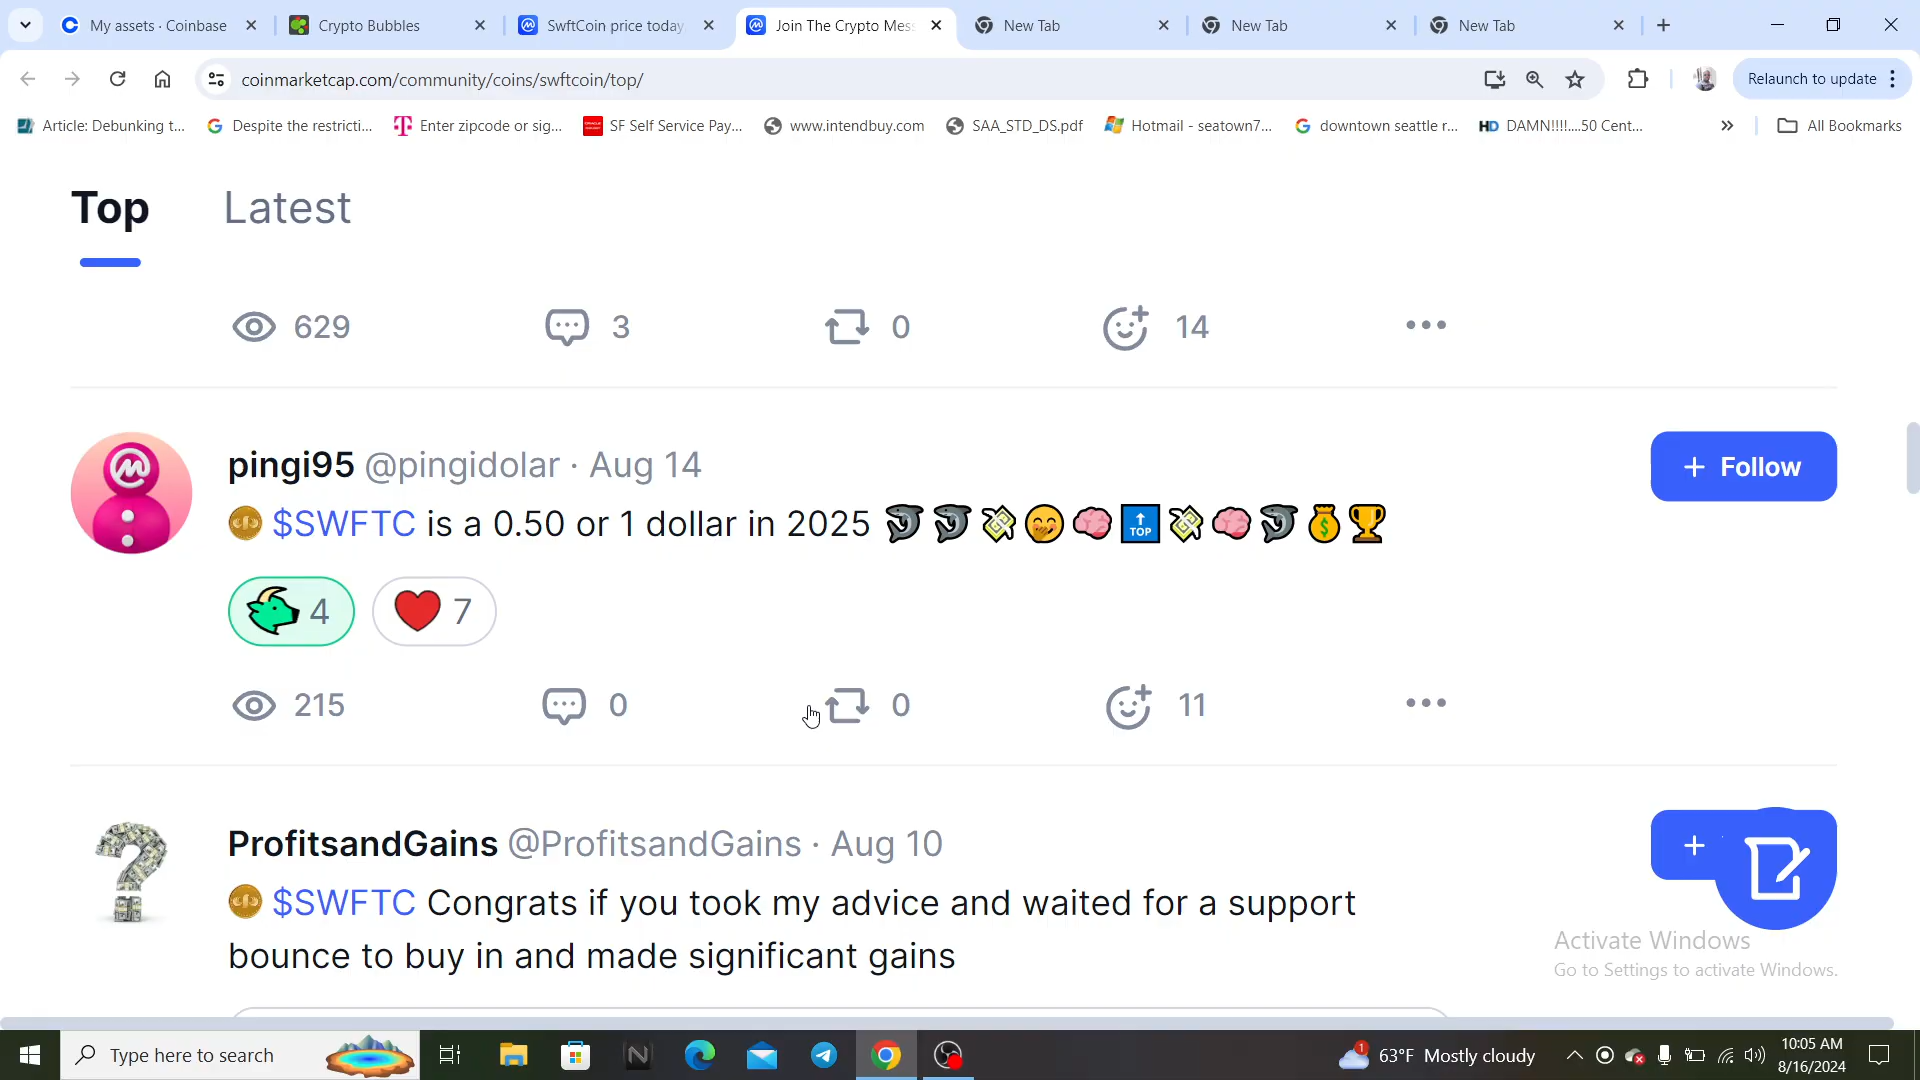 My assets · Coinbase
Crypto Bubbles
SwftCoin price today
Join The Crypto Mess
New Tab
New Tab
New Tab
coinmarketcap.com/community/coins/swftcoin/top/
Relaunch to update
Article: Debunking t...
Despite the restricti...
Enter zipcode or sig...
SF Self Service Pay...
www.intendbuy.com
SAA_STD_DS.pdf
Hotmail - seatown7...
downtown seattle r...
HD DAMN!!!!....50 Cent...
All Bookmarks
Top Latest
629 3 0 14
pingi95 @pingidolar · Aug 14
+ Follow
$SWFTC is a 0.50 or 1 dollar in 2025 TOP
4 7
215 0 0 11
ProfitsandGains @ProfitsandGains · Aug 10
+
$SWFTC Congrats if you took my advice and waited for a support
bounce to buy in and made significant gains
Activate Windows
Go to Settings to activate Windows.
Type here to search
63°F Mostly cloudy
1
10:05 AM
8/16/2024